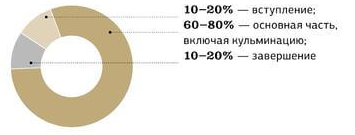 10–20% — вступление;
60–80% — основная часть,
включая кульминацию;
10–20% — завершение